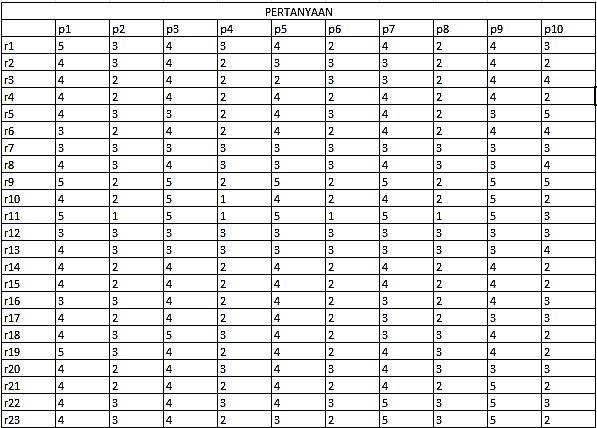 PERTANYAAN
p1 p2 p3 p4 p5 p6 p7 p8 p9 p10
r1 5 3 4 3 4 2 4 2 4 3
r2 4 3 4 2 3 3 3 2 4 2
r3 4 2 4 2 2 3 3 2 4 4
r4 4 2 4 2 4 2 4 2 4 2
r5 4 3 3 2 4 3 4 2 3 5
r6 3 2 4 2 4 2 4 2 4 4
r7 3 3 3 3 3 3 3 3 3 3
r8 4 3 4 3 3 3 4 3 3 4
r9 5 2 5 2 5 2 5 2 5 5
r10 4 2 5 1 4 2 4 2 5 2
r11 5 1 5 1 5 1 5 1 5 3
r12 3 3 3 3 3 3 3 3 3 3
r13 4 3 3 3 3 3 3 3 3 4
r14 4 2 4 2 4 2 4 2 4 2
r15 4 2 4 2 4 2 4 2 4 2
r16 3 3 4 2 4 2 3 2 4 3
r17 4 2 4 2 4 2 3 2 3 3
r18 4 3 5 3 4 2 3 3 4 2
r19 5 3 4 2 4 2 4 3 4 2
r20 4 2 4 3 4 3 4 3 3 3
r21 4 2 4 2 4 2 4 2 5 2
r22 4 3 4 3 4 3 5 3 5 3
r23 4 3 4 2 3 2 5 3 5 2